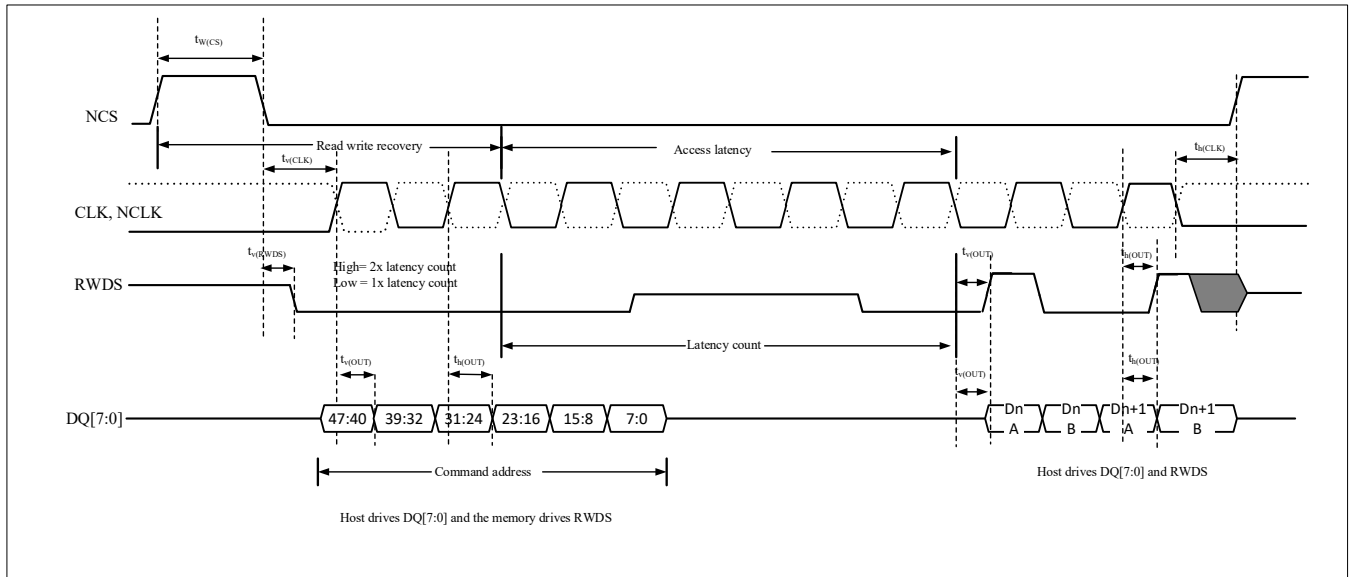 tW(CS)
NCS
Read write recovery
Access latency
tv(CLK)
th(CLK)
CLK, NCLK
tv(RWDS)
High= 2x latency count
Low = 1x latency count
tv(OUT)
th(OUT)
RWDS
Latency count
tv(OUT)
th(OUT)
tv(OUT)
th(OUT)
DQ[7:0]
47:40
39:32
31:24
23:16
15:8
7:0
Dn
A
Dn
B
Dn+1
A
Dn+1
B
Command address
Host drives DQ[7:0] and RWDS
Host drives DQ[7:0] and the memory drives RWDS